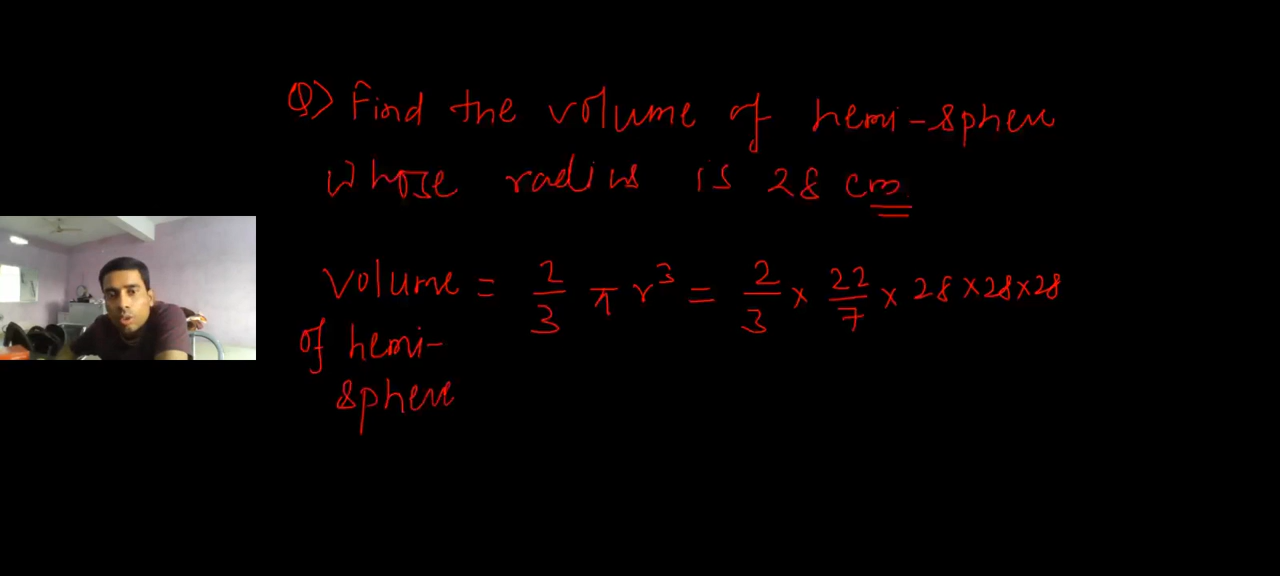 Q) Find the volume of hemi-sphere
whose radius is 28 cm
volume = 2/3 π r³ = 2/3 × 22/7 × 28×28×28
of hemi-
sphere